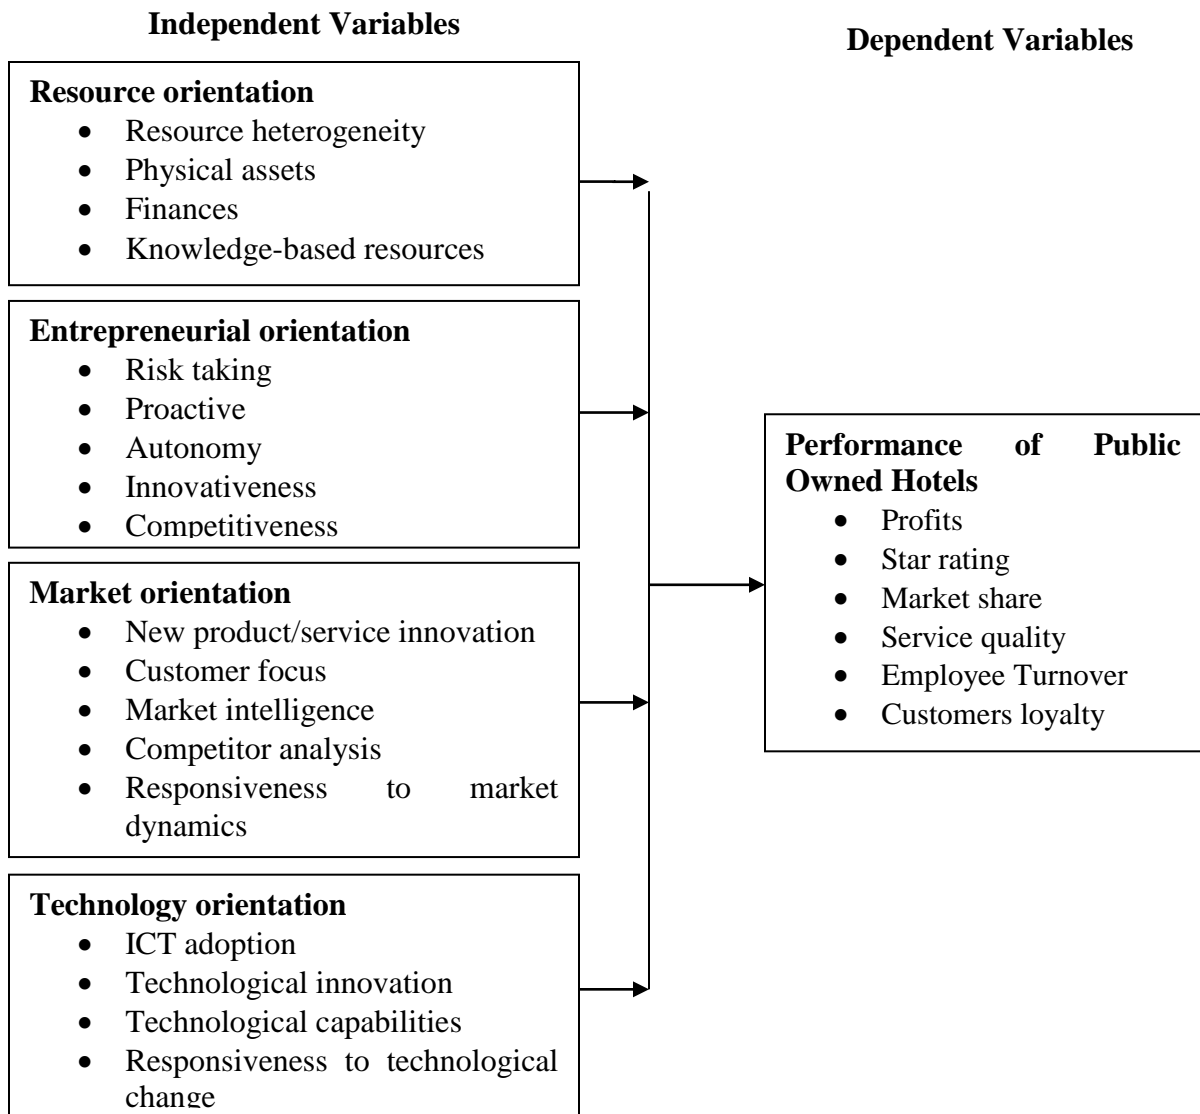 Independent Variables
Dependent Variables
Resource orientation
• Resource heterogeneity
• Physical assets
• Finances
• Knowledge-based resources
Entrepreneurial orientation
• Risk taking
• Proactive
• Autonomy
• Innovativeness
• Competitiveness
Market orientation
• New product/service innovation
• Customer focus
• Market intelligence
• Competitor analysis
• Responsiveness to market
dynamics
Technology orientation
• ICT adoption
• Technological innovation
• Technological capabilities
• Responsiveness to technological
change
Performance of Public
Owned Hotels
• Profits
• Star rating
• Market share
• Service quality
• Employee Turnover
• Customers loyalty